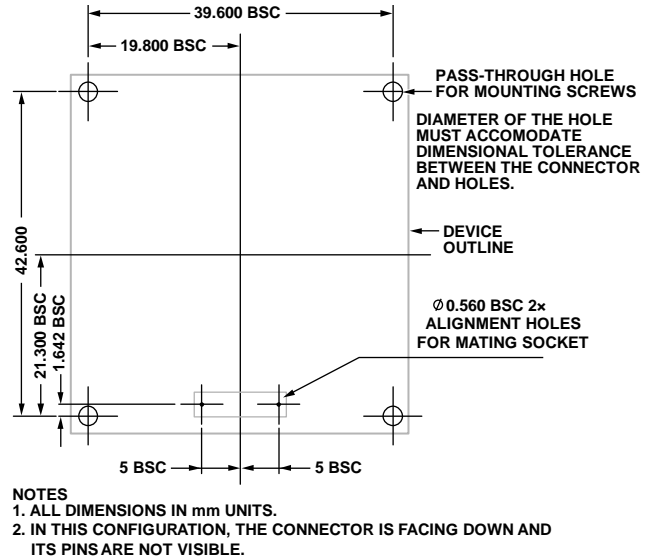 39.600 BSC
19.800 BSC
PASS-THROUGH HOLE
FOR MOUNTING SCREWS
DIAMETER OF THE HOLE
MUST ACCOMODATE
DIMENSIONAL TOLERANCE
BETWEEN THE CONNECTOR
AND HOLES.
DEVICE
OUTLINE
42.600
21.300 BSC
1.642 BSC
Ø0.560 BSC 2×
ALIGNMENT HOLES
FOR MATING SOCKET
5 BSC
5 BSC
NOTES
1. ALL DIMENSIONS IN mm UNITS.
2. IN THIS CONFIGURATION, THE CONNECTOR IS FACING DOWN AND
ITS PINS ARE NOT VISIBLE.